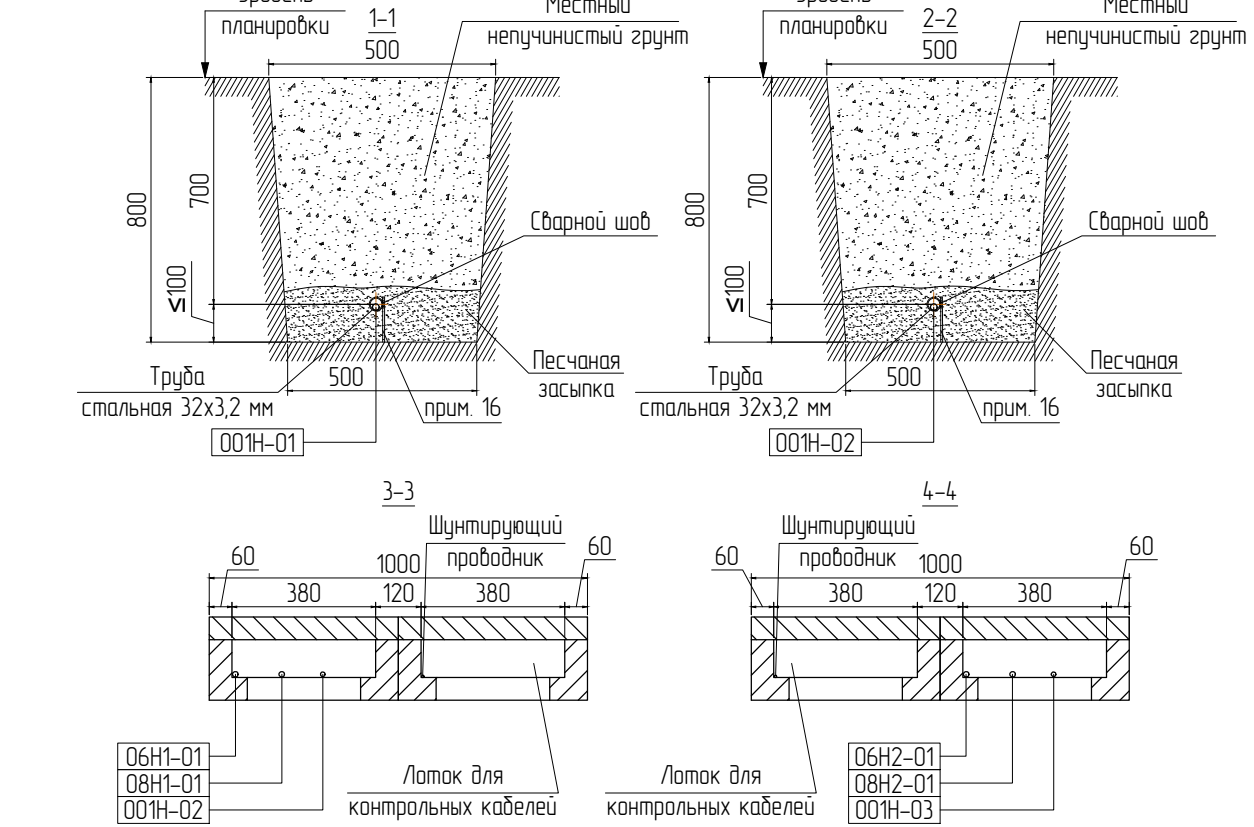 уровень
планировки
1-1
500
Местный
непучинистый грунт
800
700
≤100
Сварной шов
Песчаная
засыпка
500
Труба
стальная 32х3,2 мм
прим. 16
001Н-01
уровень
планировки
2-2
500
Местный
непучинистый грунт
800
700
≤100
Сварной шов
Песчаная
засыпка
500
Труба
стальная 32х3,2 мм
прим. 16
001Н-02
3-3
Шунтирующий
проводник
60
1000
60
380
120
380
06Н1-01
08Н1-01
001Н-02
Лоток для
контрольных кабелей
4-4
Шунтирующий
проводник
60
1000
60
380
120
380
Лоток для
контрольных кабелей
06Н2-01
08Н2-01
001Н-03